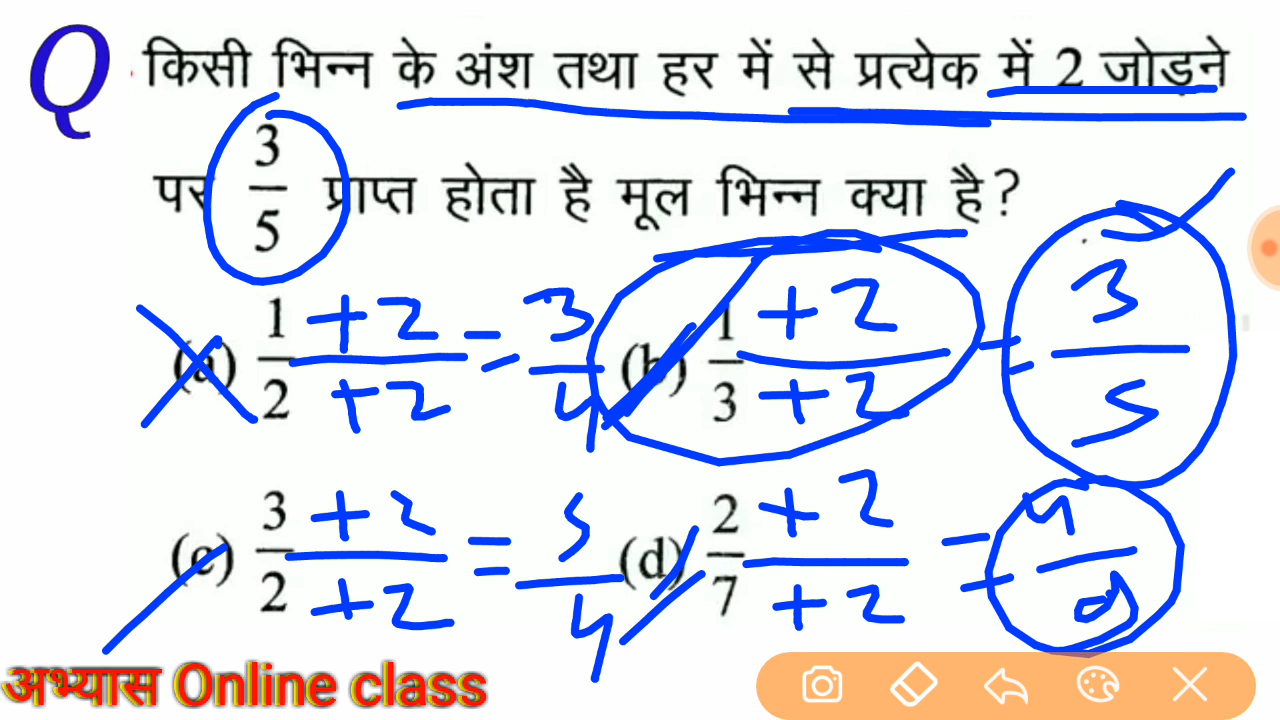 Q किसी भिन्न के अंश तथा हर में से प्रत्येक में 2 जोड़ने
पर 3/5 प्राप्त होता है मूल भिन्न क्या है?
(a) 1/2 +2/+2 = 3/4 (b) 1/3 +2/+2 = 3/5
(c) 3/2 +2/+2 = 5/4 (d) 2/7 +2/+2 = 4/9
अभ्यास Online class